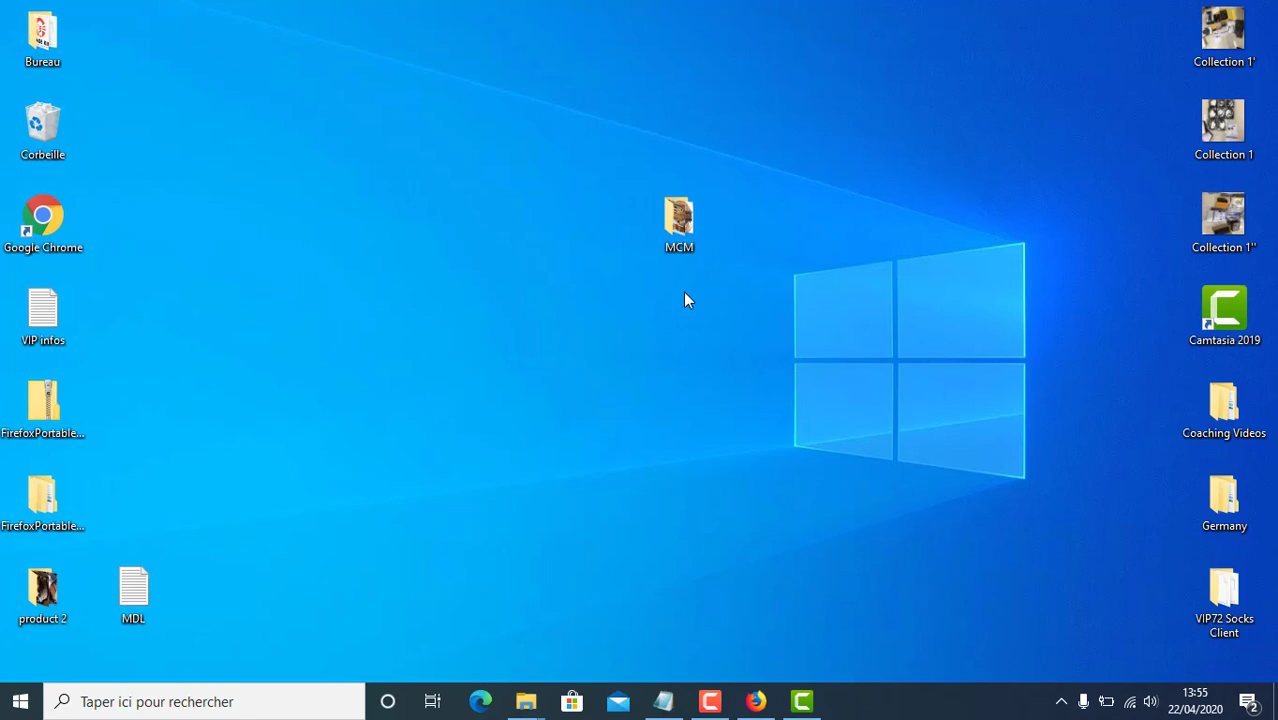 Bureau
Corbeille
Google Chrome
VIP infos
FirefoxPortable...
FirefoxPortable...
product 2
MDL
MCM
Collection 1'
Collection 1
Collection 1''
Camtasia 2019
Coaching Videos
Germany
VIP72 Socks
Client
Taper ici pour rechercher
13:55
22/04/2020
2